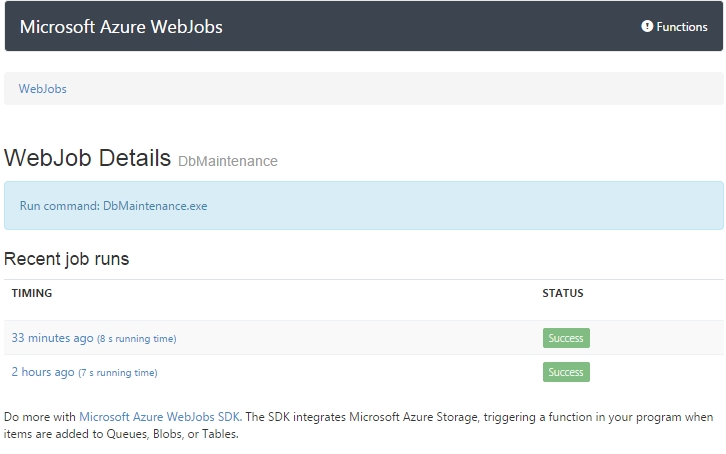 Microsoft Azure WebJobs Functions
WebJobs
WebJob Details DbMaintenance
Run command: DbMaintenance.exe
Recent job runs
TIMING STATUS
33 minutes ago (8 s running time) Success
2 hours ago (7 s running time) Success
Do more with Microsoft Azure WebJobs SDK. The SDK integrates Microsoft Azure Storage, triggering a function in your program when
items are added to Queues, Blobs, or Tables.